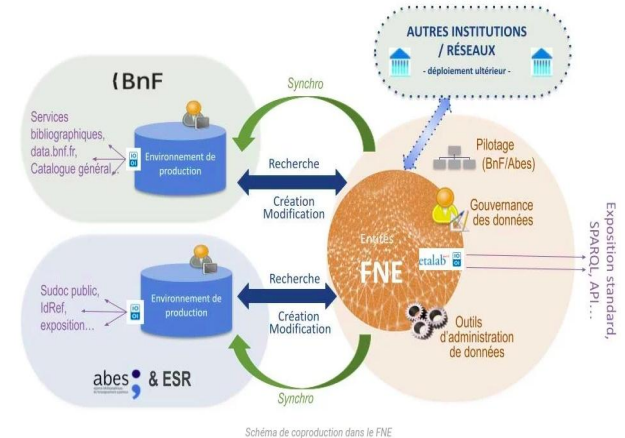 AUTRES INSTITUTIONS
/ RÉSEAUX
- déploiement ultérieur -
(BnF
Synchro
Services
bibliographiques,
data.bnf.fr,
Catalogue général...
Environnement de
production
Recherche
Création
Modification
Pilotage
(BnF/Abes)
Gouvernance
des données
Entités
FNE
etalab
Outils
d'administration
de données
Exposition standard,
SPARQL, API...
Sudoc public,
IdRef,
exposition...
Environnement de
production
Recherche
Création
Modification
abes & ESR
Synchro
Schéma de coproduction dans le FNE